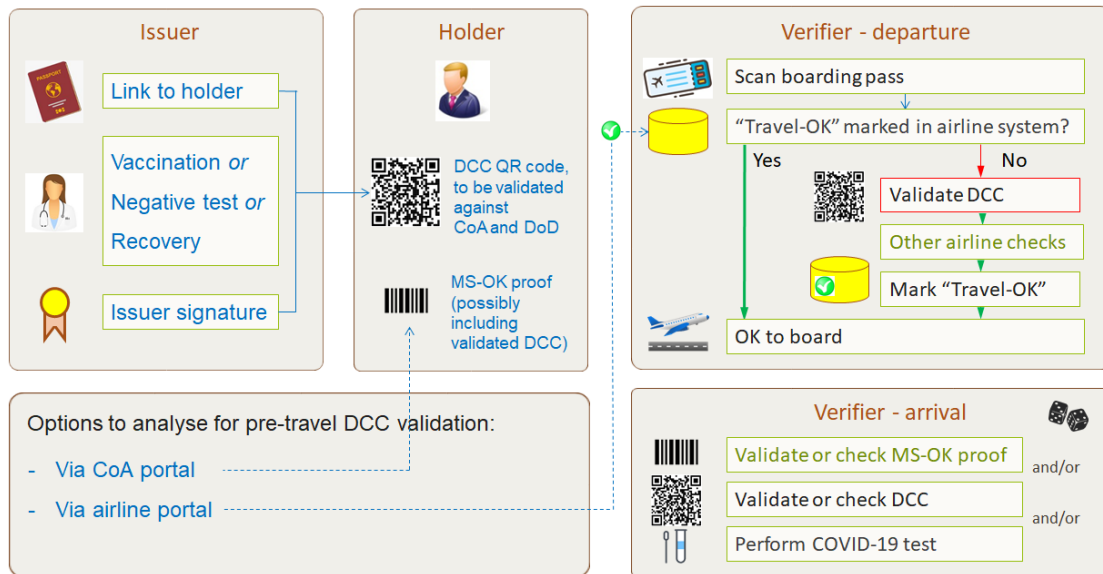 Issuer
PASSPORT
Link to holder
Vaccination or
Negative test or
Recovery
Issuer signature
Holder
DCC QR code,
to be validated
against
CoA and DoD
MS-OK proof
(possibly
including
validated DCC)
Options to analyse for pre-travel DCC validation:
- Via CoA portal
- Via airline portal
Verifier - departure
Scan boarding pass
“Travel-OK” marked in airline system?
Yes
No
Validate DCC
Other airline checks
Mark “Travel-OK”
OK to board
Verifier - arrival
Validate or check MS-OK proof
and/or
Validate or check DCC
and/or
Perform COVID-19 test